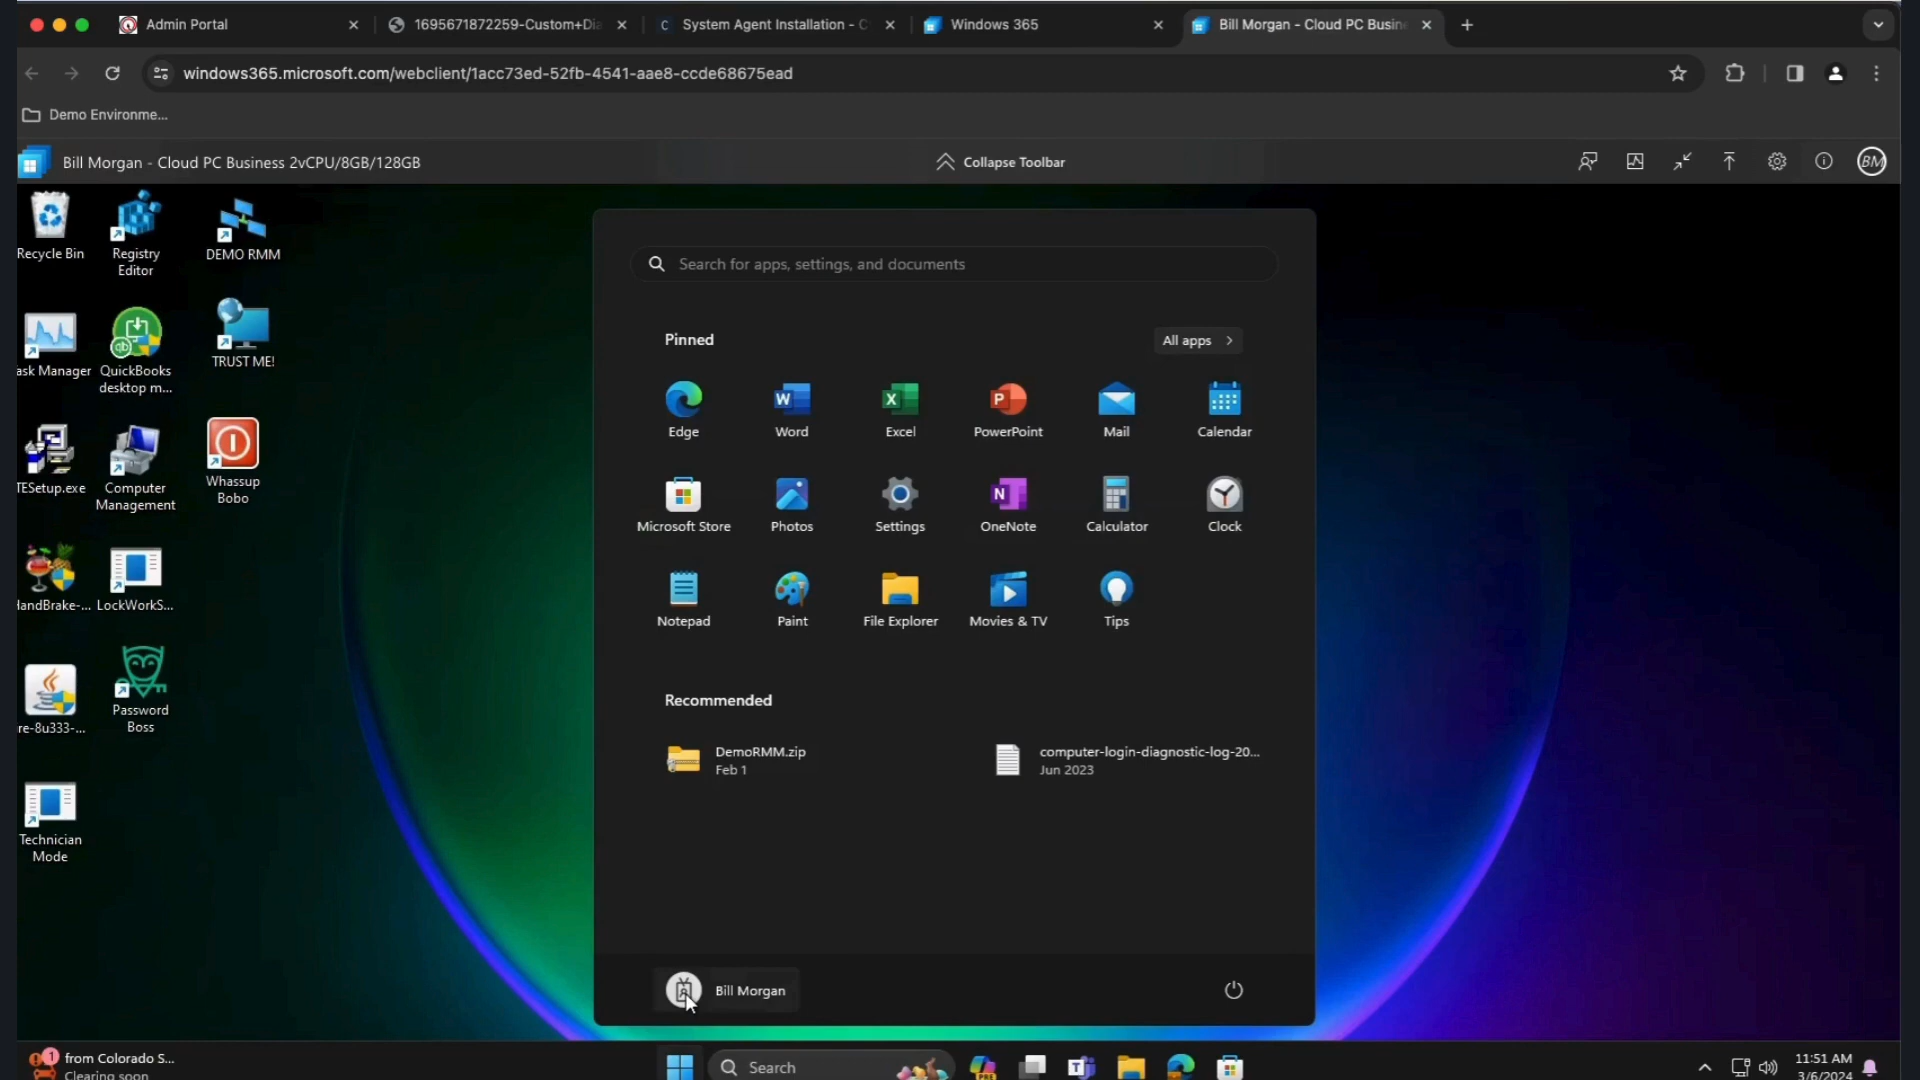 Admin Portal
1695671872259-Custom+Dia
System Agent Installation - C
Windows 365
Bill Morgan - Cloud PC Busin
windows365.microsoft.com/webclient/1acc73ed-52fb-4541-aae8-ccde68675ead
Demo Environme...
Bill Morgan - Cloud PC Business 2vCPU/8GB/128GB
Collapse Toolbar
BM
Recycle Bin
Registry
Editor
DEMO RMM
ask Manager
QuickBooks
desktop m...
TRUST ME!
TESetup.exe
Computer
Management
Whassup
Bobo
HandBrake-...
LockWorkS...
re-8u333-...
Password
Boss
Technician
Mode
Search for apps, settings, and documents
Pinned
All apps
Edge
Word
Excel
PowerPoint
Mail
Calendar
Microsoft Store
Photos
Settings
OneNote
Calculator
Clock
Notepad
Paint
File Explorer
Movies & TV
Tips
Recommended
DemoRMM.zip
Feb 1
computer-login-diagnostic-log-20...
Jun 2023
Bill Morgan
1
from Colorado S...
Clearing soon
Search
PRE
11:51 AM
3/6/2024